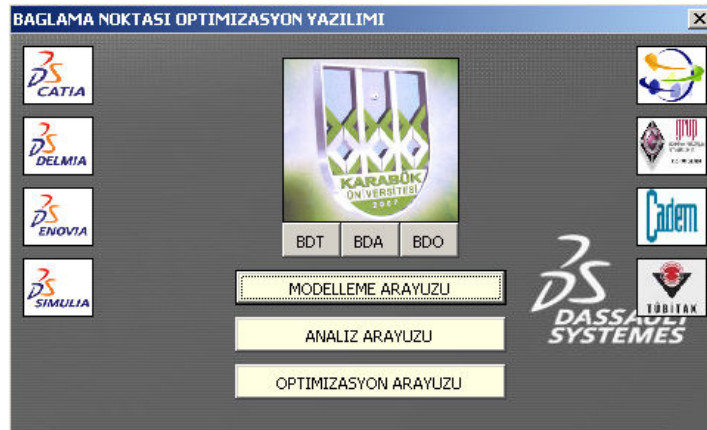 BAGLAMA NOKTASI OPTIMIZASYON YAZILIMI
CATIA
DELMIA
ENOVIA
SIMULIA
KARABÜK
ÜNİVERSİTESİ
2007
BDT
BDA
BDO
MODELLEME ARAYUZU
ANALIZ ARAYUZU
OPTIMIZASYON ARAYUZU
grup
Cadem
TÜBİTAK
DASSAULT
SYSTEMES